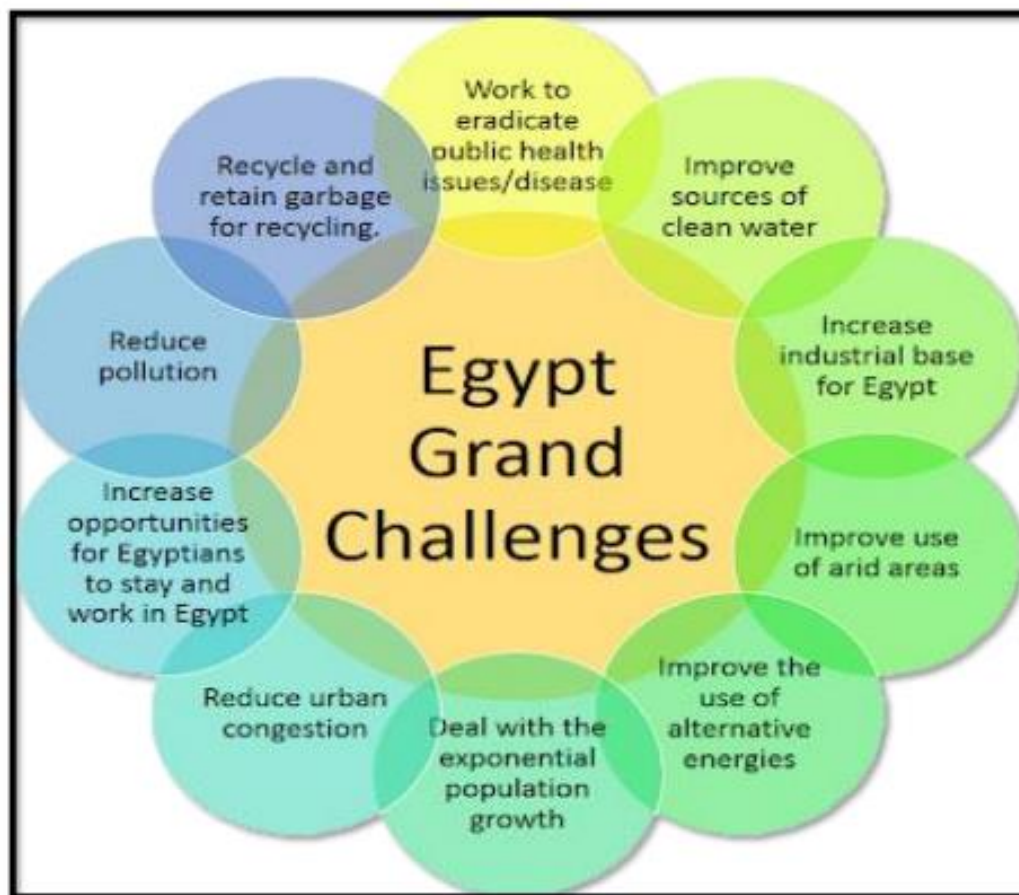 Egypt
Grand
Challenges
Work to
eradicate
public health
issues/disease
Improve
sources of
clean water
Increase
industrial base
for Egypt
Improve use
of arid areas
Improve the
use of
alternative
energies
Deal with the
exponential
population
growth
Reduce urban
congestion
Increase
opportunities
for Egyptians
to stay and
work in Egypt
Reduce
pollution
Recycle and
retain garbage
for recycling.